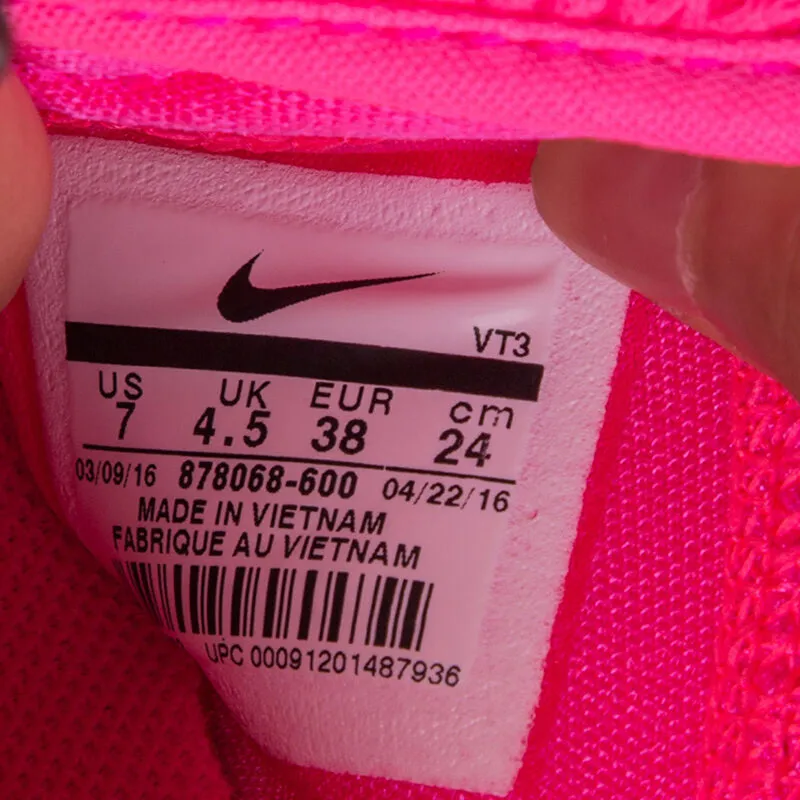 VT3
US UK EUR cm
7 4.5 38 24
03/09/16 878068-600 04/22/16
MADE IN VIETNAM
FABRIQUE AU VIETNAM
UPC 00091201487936